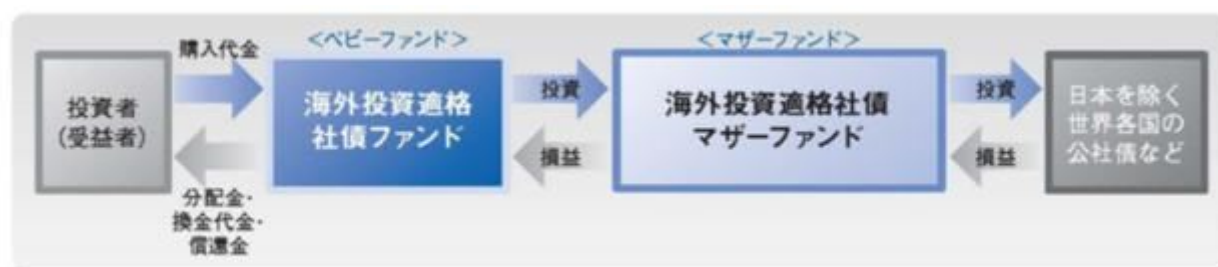 購入代金
<ベビーファンド>
<マザーファンド>
投資者
(受益者)
海外投資適格
社債ファンド
投資
海外投資適格社債
マザーファンド
投資
日本を除く
世界各国の
公社債など
損益
損益
分配金・
換金代金・
償還金